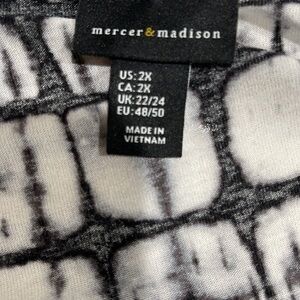 mercer&madison
US: 2X
CA: 2X
UK: 22/24
EU: 48/50
MADE IN
VIETNAM